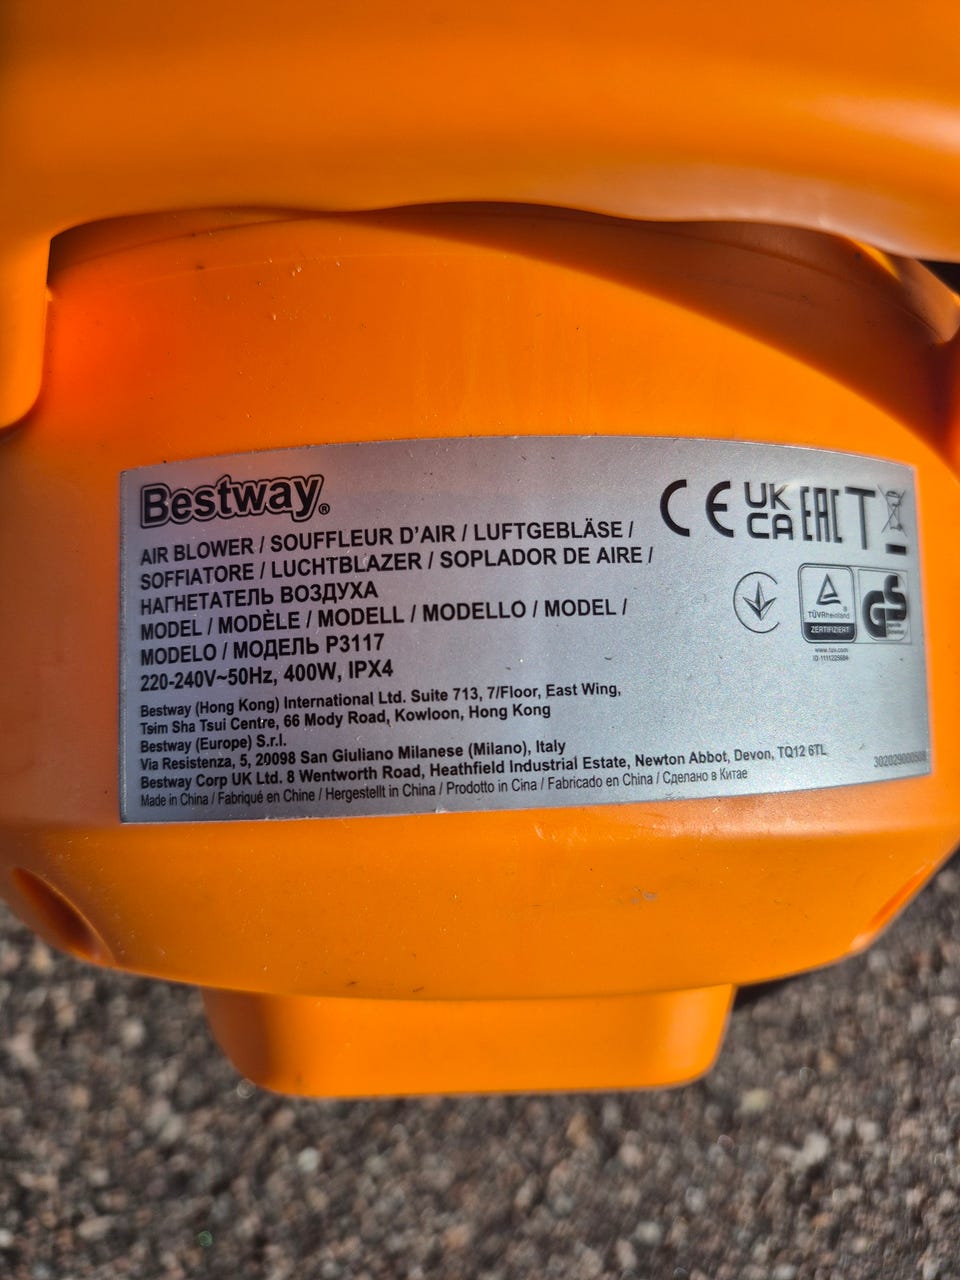 Bestway®
AIR BLOWER / SOUFFLEUR D'AIR / LUFTGEBLÄSE /
SOFFIATORE / LUCHTBLAZER / SOPLADOR DE AIRE /
НАГНЕТАТЕЛЬ ВОЗДУХА
MODEL / MODÈLE / MODELL / MODELLO / MODEL /
MODELO / МОДЕЛЬ P3117
220-240V~50Hz, 400W, IPX4
Bestway (Hong Kong) International Ltd. Suite 713, 7/Floor, East Wing,
Tsim Sha Tsui Centre, 66 Mody Road, Kowloon, Hong Kong
Bestway (Europe) S.r.l.
Via Resistenza, 5, 20098 San Giuliano Milanese (Milano), Italy
Bestway Corp UK Ltd. 8 Wentworth Road, Heathfield Industrial Estate, Newton Abbot, Devon, TQ12 6TL
Made in China / Fabriqué en Chine / Hergestellt in China / Prodotto in Cina / Fabricado en China / Сделано в Китае
CE UK CA EAC T
TÜVRheinland ®
ZERTIFIZIERT
www.tuv.com
GS